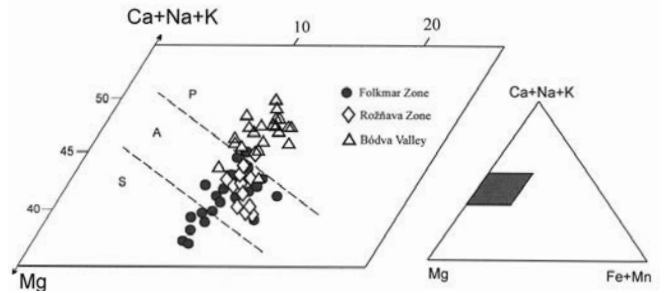 Ca+Na+K
10
20
50
45
40
P
A
S
Folkmar Zone
Rožňava Zone
Bódva Valley
Mg
Ca+Na+K
Mg
Fe+Mn